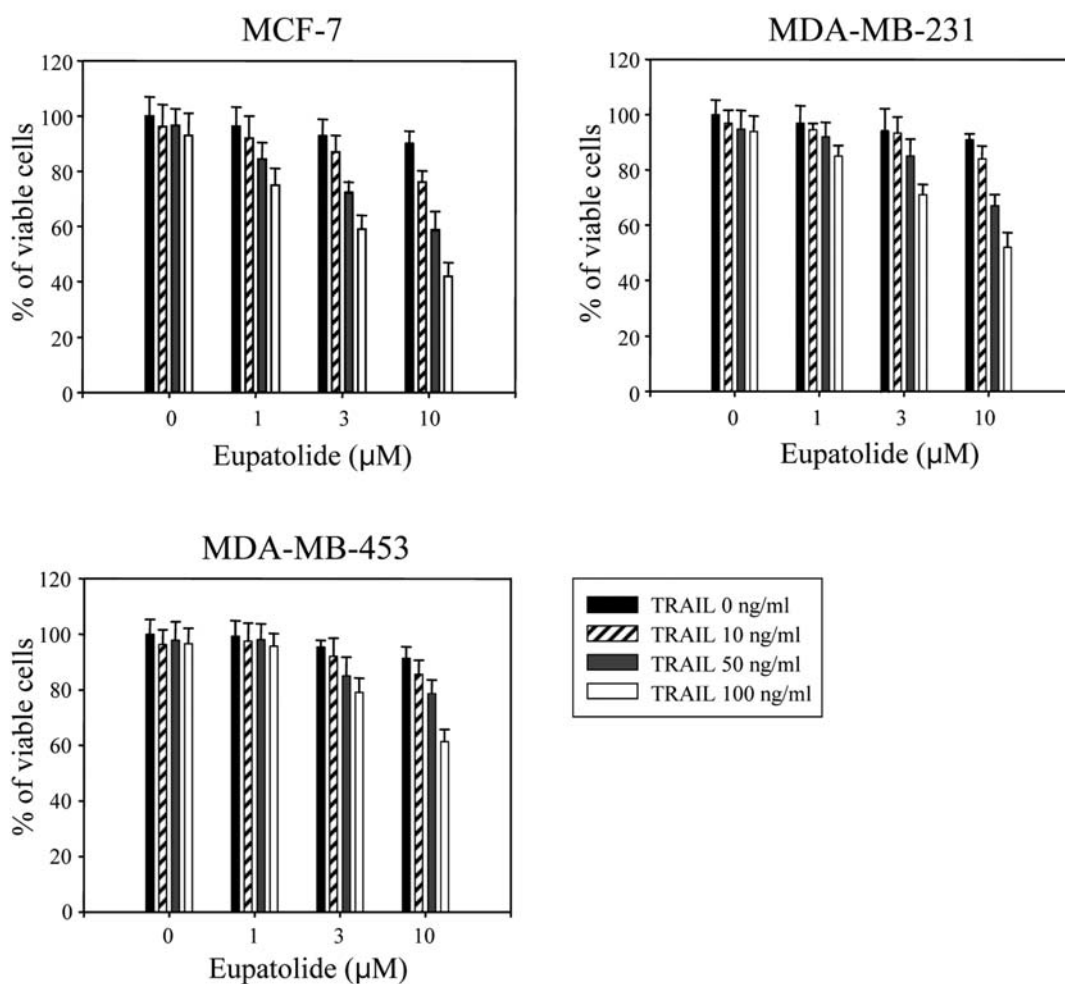 MCF-7
120
100
80
60
40
20
0
% of viable cells
0 1 3 10
Eupatolide (µM)
MDA-MB-231
120
100
80
60
40
20
0
% of viable cells
0 1 3 10
Eupatolide (µM)
MDA-MB-453
120
100
80
60
40
20
0
% of viable cells
0 1 3 10
Eupatolide (µM)
TRAIL 0 ng/ml
TRAIL 10 ng/ml
TRAIL 50 ng/ml
TRAIL 100 ng/ml